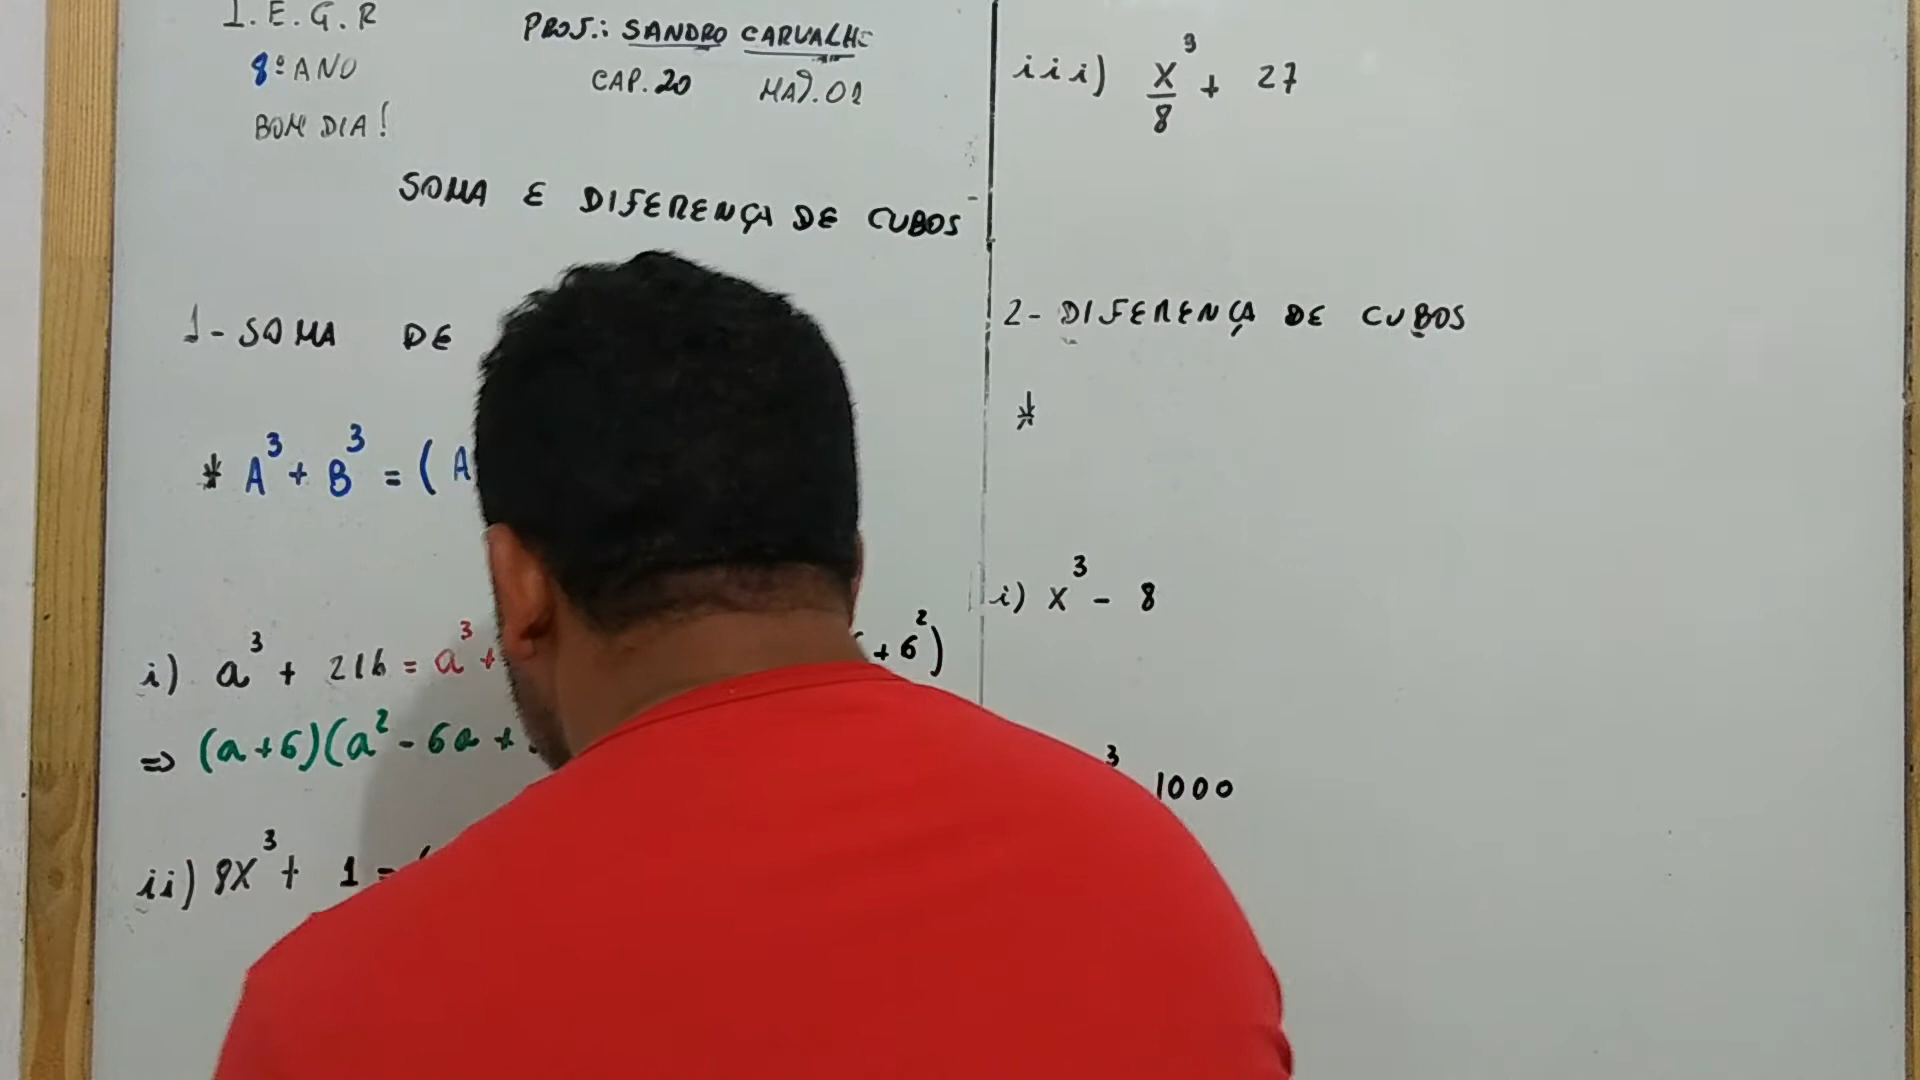 I.E.G.R
8º ANO
BOM DIA!
PROF.: SANDRO CARVALHO
CAP. 20 MAT. 01
SOMA E DIFERENÇA DE CUBOS
1- SOMA DE
* A³ + B³ = (A
i) a³ + 216 = a³ +
+ 6²)
⇒ (a+6)(a² - 6a +
ii) 8X³ + 1 = (
iii) X³/8 + 27
2- DIFERENÇA DE CUBOS
*
i) X³ - 8
³ 1000